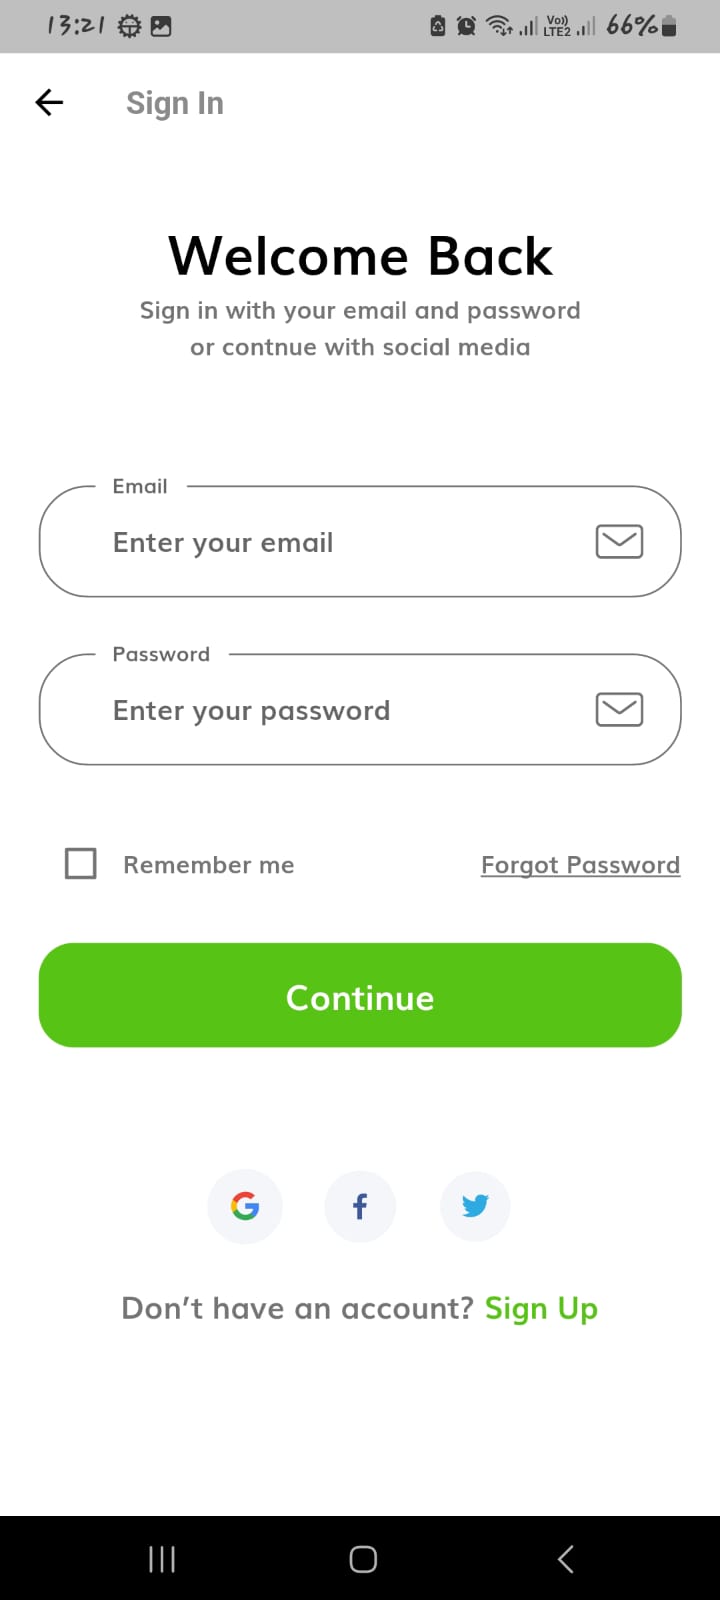 13:21
Vo))
LTE2
66%
Sign In
Welcome Back
Sign in with your email and password
or contnue with social media
Email
Enter your email
Password
Enter your password
Remember me
Forgot Password
Continue
Don't have an account? Sign Up